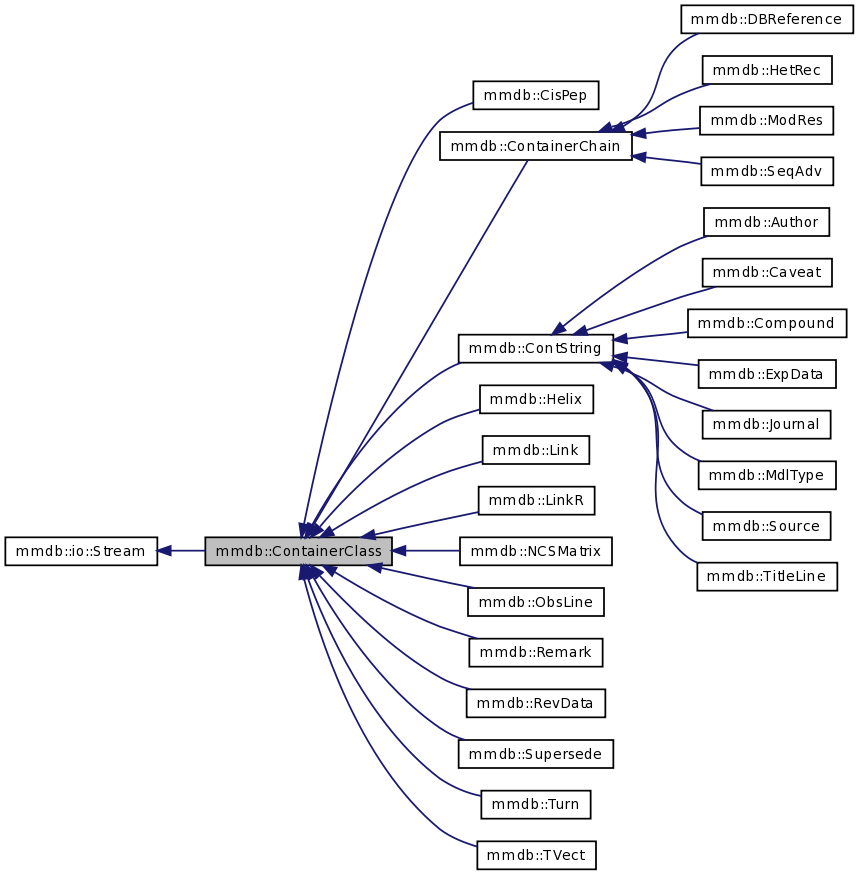 mmdb::DBReference
mmdb::HetRec
mmdb::CisPep
mmdb::ModRes
mmdb::ContainerChain
mmdb::SeqAdv
mmdb::Author
mmdb::Caveat
mmdb::Compound
mmdb::ContString
mmdb::ExpData
mmdb::Helix
mmdb::Journal
mmdb::Link
mmdb::MdlType
mmdb::LinkR
mmdb::Source
mmdb::io::Stream
mmdb::ContainerClass
mmdb::NCSMatrix
mmdb::TitleLine
mmdb::ObsLine
mmdb::Remark
mmdb::RevData
mmdb::Supersede
mmdb::Turn
mmdb::TVect